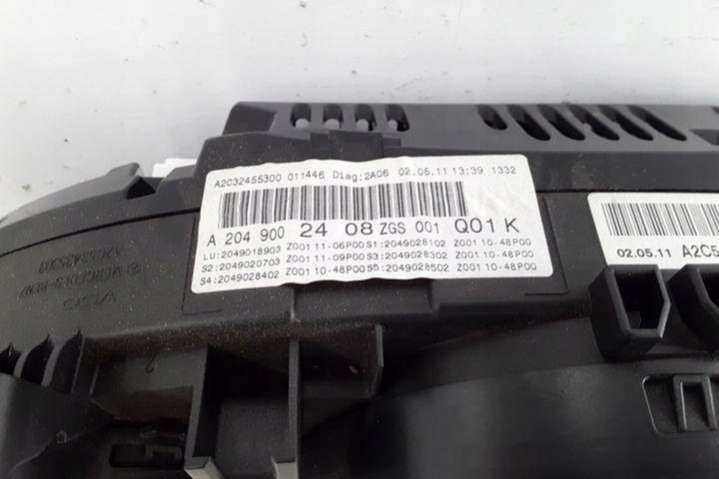 A2C32455300 011446 Diag:2A06 02.05.11 13:39 1332
A 204 900 24 08 ZGS 001 Q01 K
LU:2049018903 Z001 11-06P00 S1:2049028102 Z001 10-48P00
S2:2049020703 Z001 11-09P00 S3:2049028302 Z001 10-48P00
S4:2049028402 Z001 10-48P00 S5:2049028502 Z001 10-48P00
02.05.11 A2C5
VDO